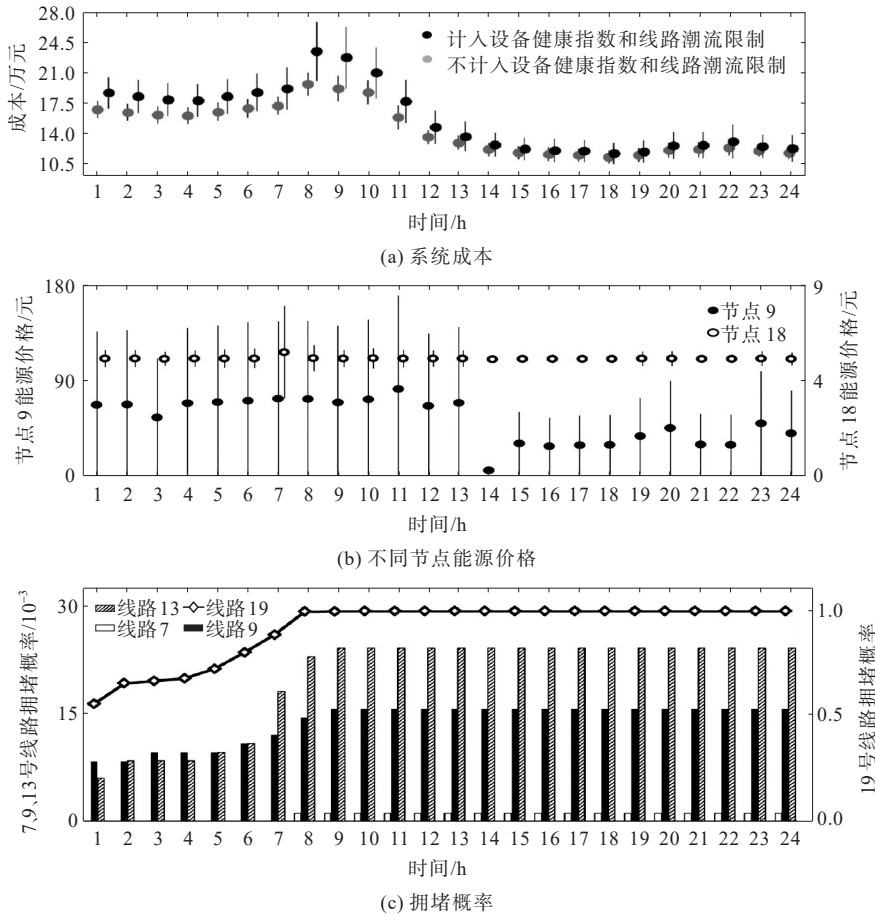 28.0
24.5
21.0
17.5
14.0
10.5
成本/万元
计入设备健康指数和线路潮流限制
不计入设备健康指数和线路潮流限制
1 2 3 4 5 6 7 8 9 10 11 12 13 14 15 16 17 18 19 20 21 22 23 24
时间/h
(a) 系统成本
180
90
0
节点 9 能源价格/元
节点 9
节点 18
9
4
0
节点 18 能源价格/元
1 2 3 4 5 6 7 8 9 10 11 12 13 14 15 16 17 18 19 20 21 22 23 24
时间/h
(b) 不同节点能源价格
30
15
0
7,9,13号线路拥堵概率/10⁻³
线路13 线路19
线路7 线路9
1.0
0.5
0.0
19号线路拥堵概率
1 2 3 4 5 6 7 8 9 10 11 12 13 14 15 16 17 18 19 20 21 22 23 24
时间/h
(c) 拥堵概率